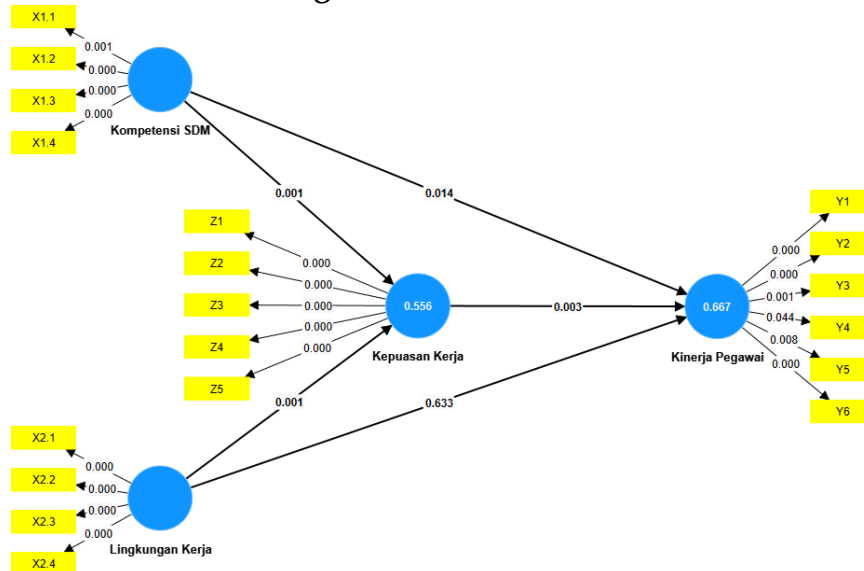 g
X1.1
0.001
X1.2
0.000
0.000
X1.3
0.000
X1.4
Kompetensi SDM
0.001
0.014
Z1
0.000
Z2
0.000
Z3
0.000
0.000
Z4
0.000
Z5
0.556
Kepuasan Kerja
0.003
0.667
Kinerja Pegawai
Y1
0.000
Y2
0.000
Y3
0.001
0.044
Y4
0.008
Y5
0.000
Y6
0.001
0.633
X2.1
0.000
X2.2
0.000
0.000
X2.3
0.000
X2.4
Lingkungan Kerja